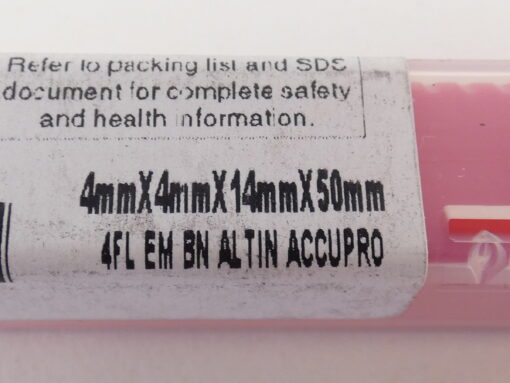 Refer to packing list and SDS
document for complete safety
and health information.
4mmX4mmX14mmX50mm
4FL EM BN ALTIN ACCUPRO